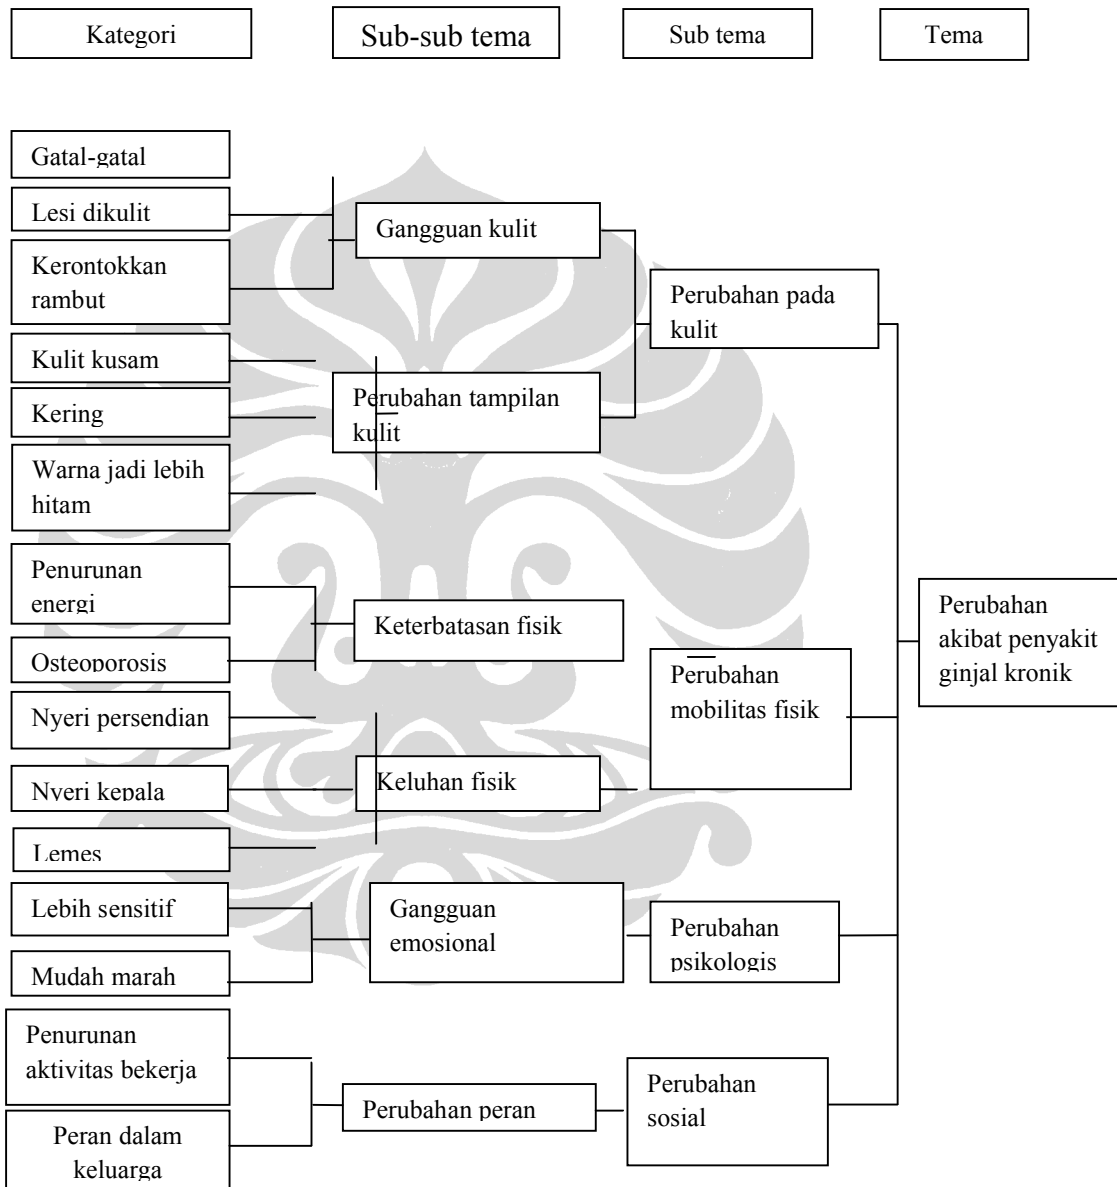 Kategori
Sub-sub tema
Sub tema
Tema
Gatal-gatal
Lesi dikulit
Kerontokkan
rambut
Kulit kusam
Kering
Warna jadi lebih
hitam
Penurunan
energi
Osteoporosis
Nyeri persendian
Nyeri kepala
Lemes
Lebih sensitif
Mudah marah
Penurunan
aktivitas bekerja
Peran dalam
keluarga
Gangguan kulit
Perubahan tampilan
kulit
Keterbatasan fisik
Keluhan fisik
Gangguan
emosional
Perubahan peran
Perubahan pada
kulit
Perubahan
mobilitas fisik
Perubahan
psikologis
Perubahan
sosial
Perubahan
akibat penyakit
ginjal kronik